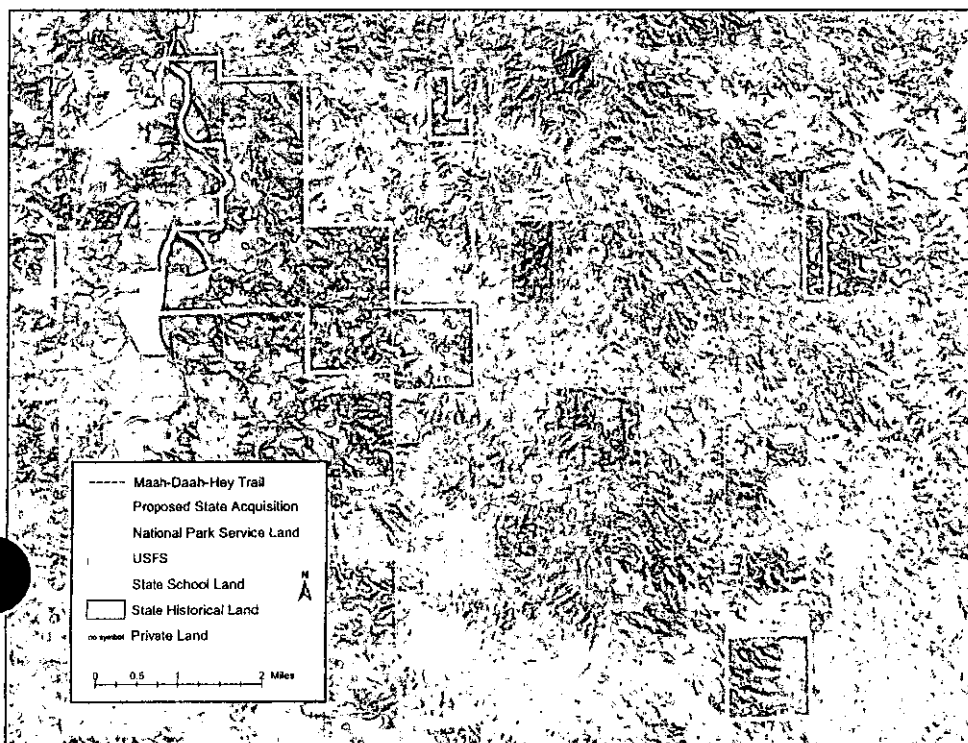 Maah-Daah-Hey Trail
Proposed State Acquisition
National Park Service Land
USFS
State School Land
State Historical Land
no symbol Private Land
N
0 0.5 1 2 Miles